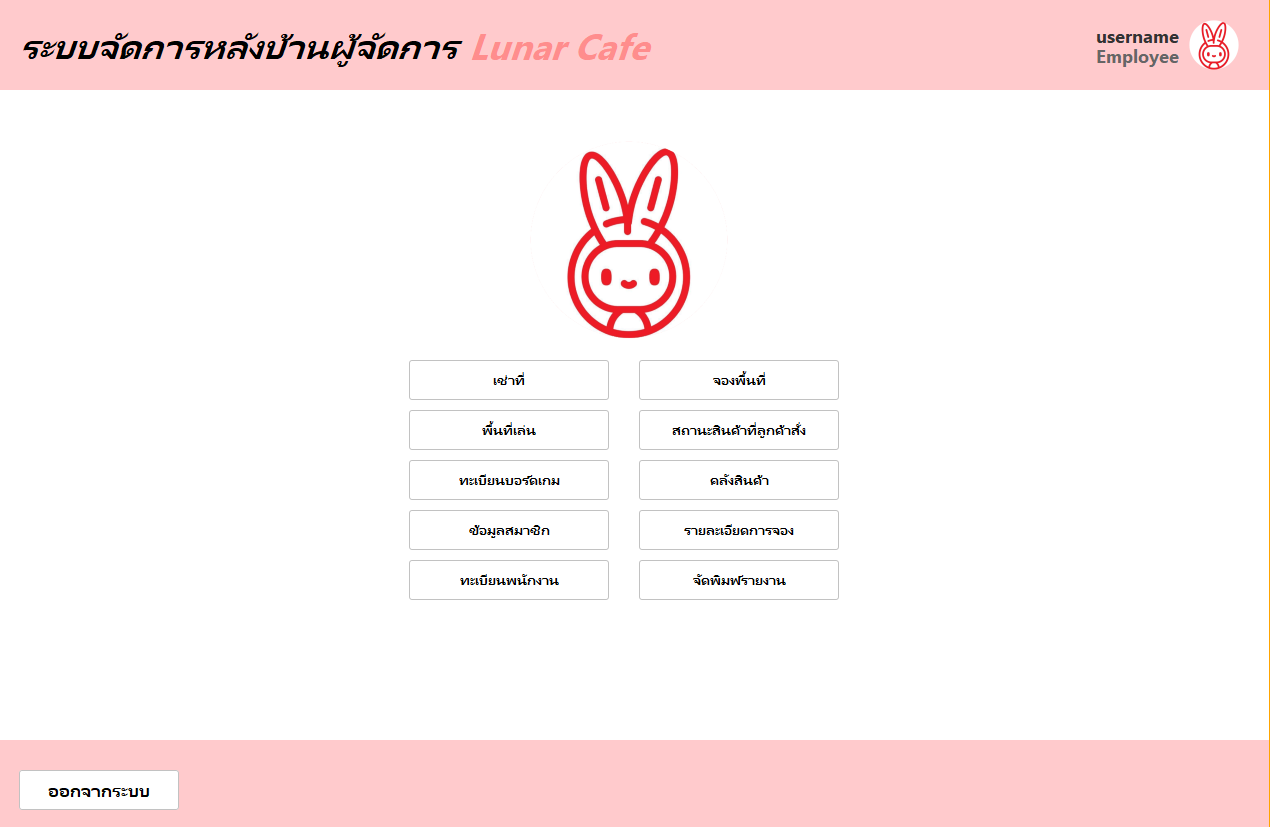 ระบบจัดการหลังบ้านผู้จัดการ Lunar Cafe
username
Employee
เช่าที่
จองพื้นที่
พื้นที่เล่น
สถานะสินค้าที่ลูกค้าสั่ง
ทะเบียนบอร์ดเกม
คลังสินค้า
ข้อมูลสมาชิก
รายละเอียดการจอง
ทะเบียนพนักงาน
จัดพิมพ์รายงาน
ออกจากระบบ